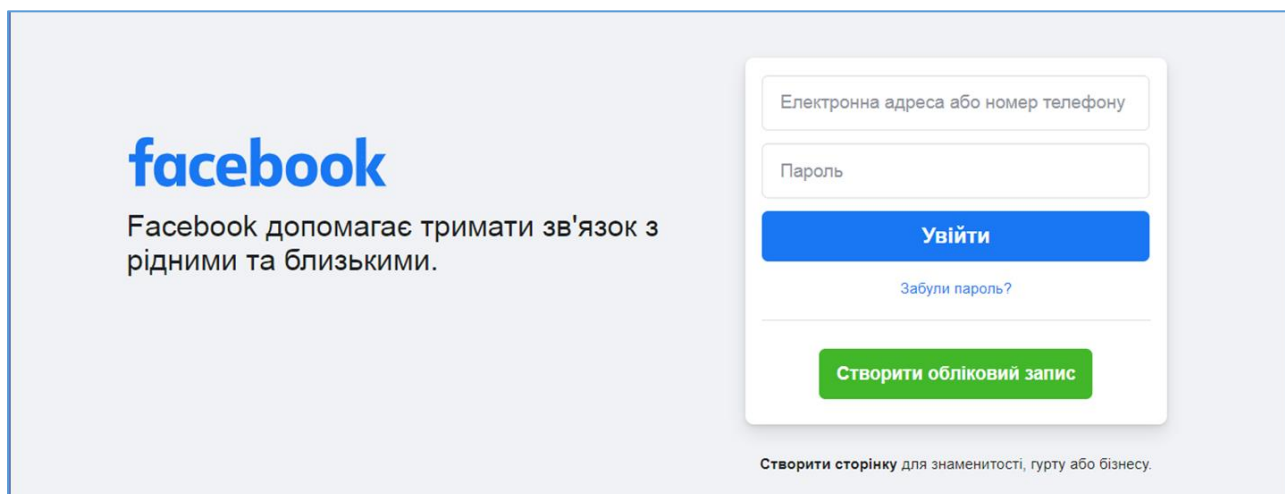 facebook
Facebook допомагає тримати зв'язок з
рідними та близькими.
Електронна адреса або номер телефону
Пароль
Увійти
Забули пароль?
Створити обліковий запис
Створити сторінку для знаменитості, гурту або бізнесу.